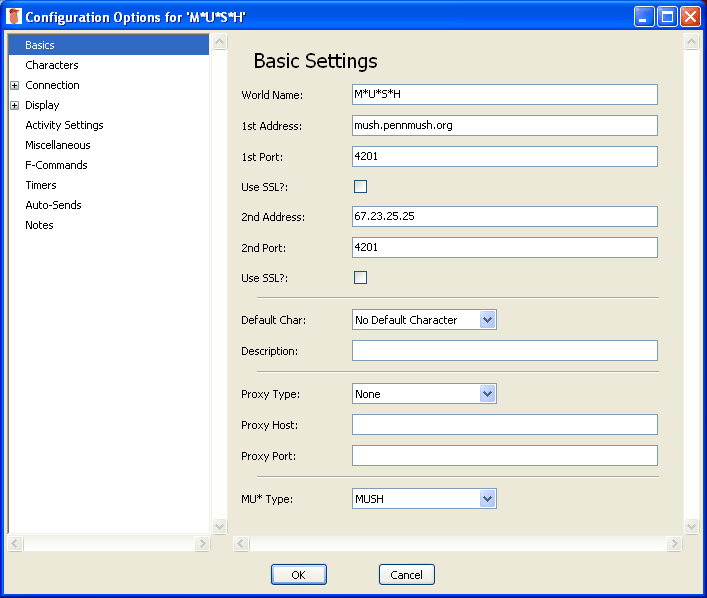 Configuration Options for 'M*U*S*H'
Basics
Characters
Connection
Display
Activity Settings
Miscellaneous
F-Commands
Timers
Auto-Sends
Notes
Basic Settings
World Name: M*U*S*H
1st Address: mush.pennmush.org
1st Port: 4201
Use SSL?:
2nd Address: 67.23.25.25
2nd Port: 4201
Use SSL?:
Default Char: No Default Character
Description:
Proxy Type: None
Proxy Host:
Proxy Port:
MU* Type: MUSH
OK Cancel